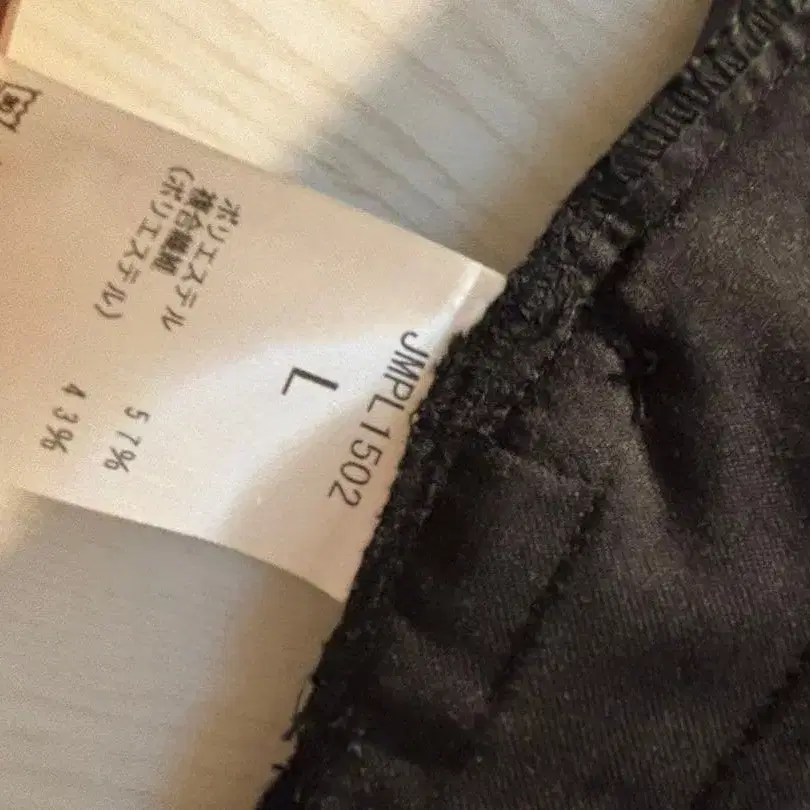 JMPL1502
L
ポリエステル 57%
複合繊維
(ポリエステル) 43%